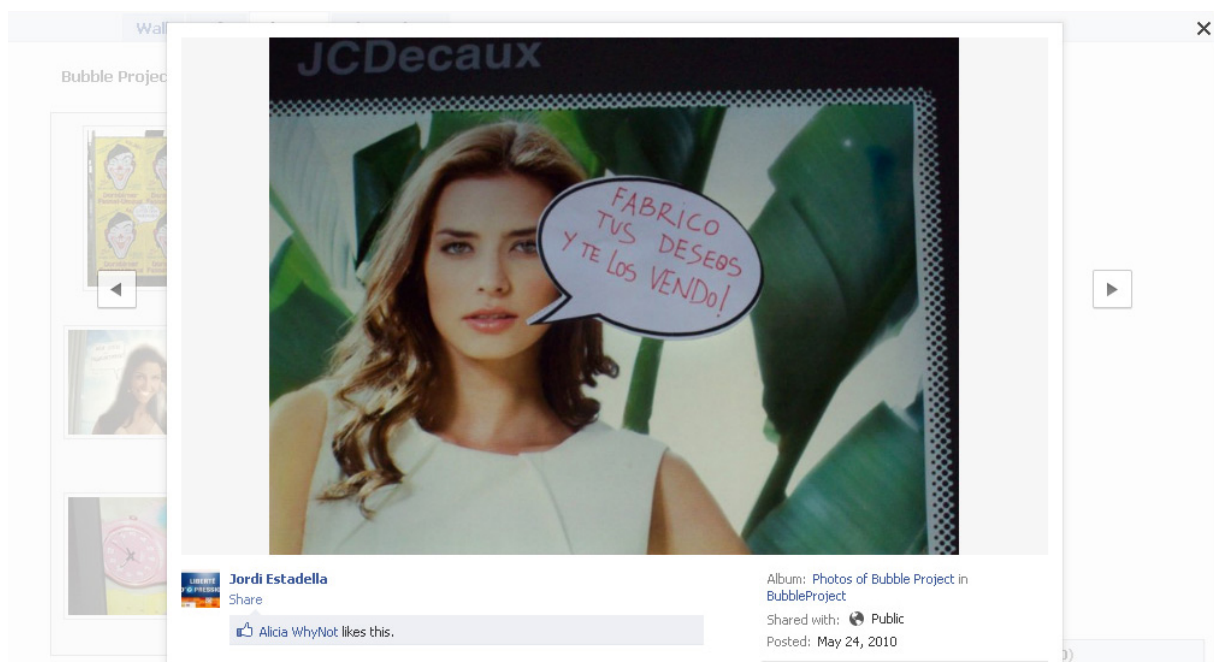 Wal
Bubble Projec
JCDecaux
FABRICO
TUS DESEOS
Y TE LOS VENDO!
Jordi Estadella
Share
Alicia WhyNot likes this.
Album: Photos of Bubble Project in
BubbleProject
Shared with: Public
Posted: May 24, 2010